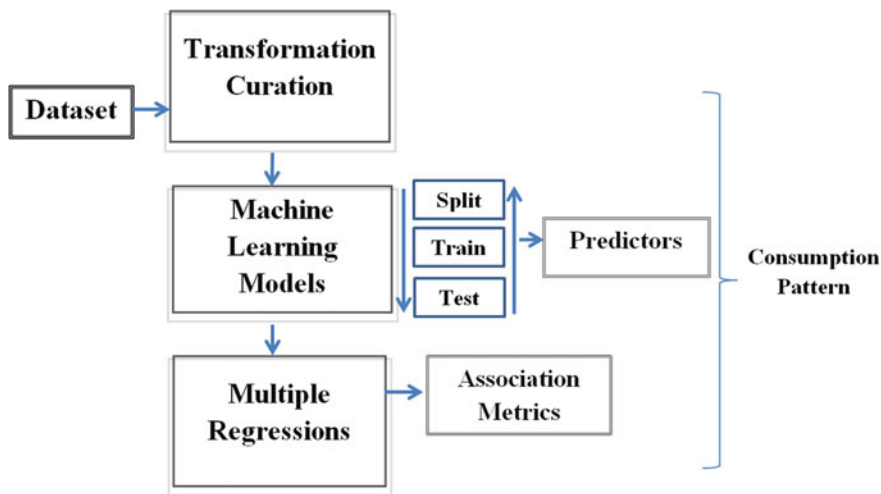 Transformation
Curation
Dataset
Machine
Learning
Models
Split
Train
Test
Predictors
Consumption
Pattern
Multiple
Regressions
Association
Metrics